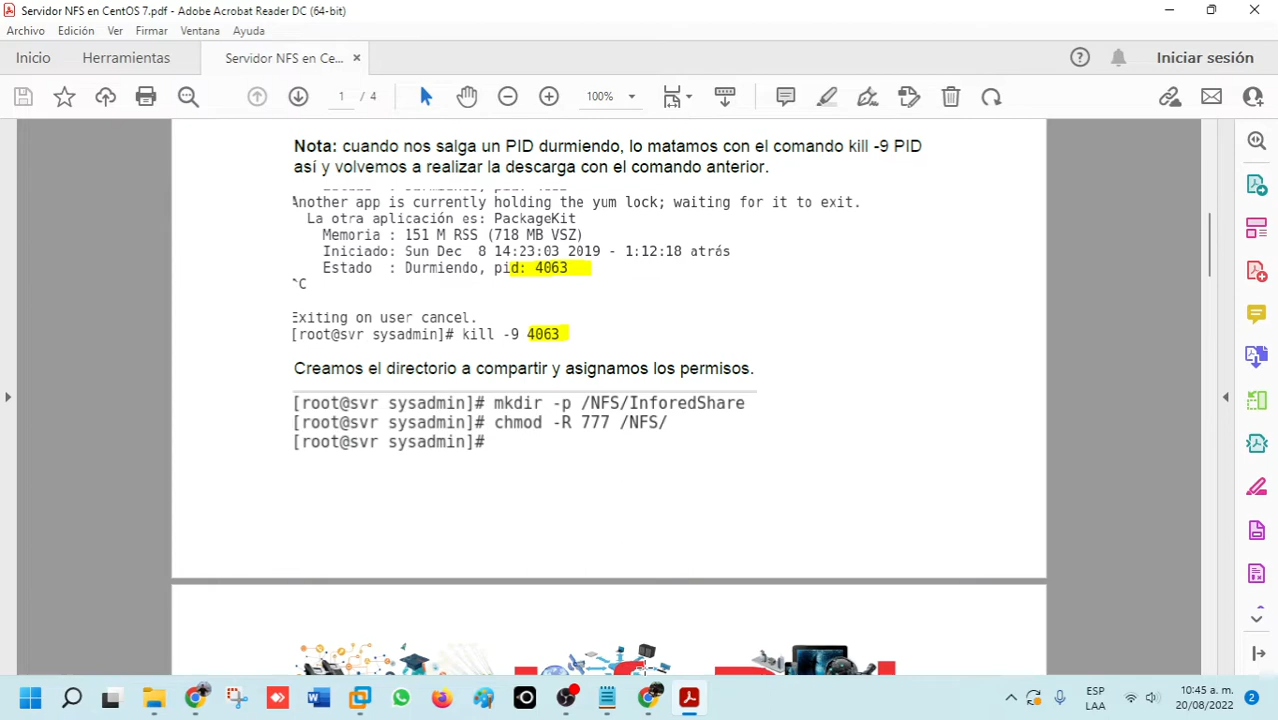 Servidor NFS en CentOS 7.pdf - Adobe Acrobat Reader DC (64-bit)
Archivo Edición Ver Firmar Ventana Ayuda
Inicio Herramientas Servidor NFS en Ce... × Iniciar sesión
1 / 4 100%
Nota: cuando nos salga un PID durmiendo, lo matamos con el comando kill -9 PID
así y volvemos a realizar la descarga con el comando anterior.
Another app is currently holding the yum lock; waiting for it to exit.
La otra aplicación es: PackageKit
Memoria : 151 M RSS (718 MB VSZ)
Iniciado: Sun Dec 8 14:23:03 2019 - 1:12:18 atrás
Estado : Durmiendo, pid: 4063
^C
Exiting on user cancel.
[root@svr sysadmin]# kill -9 4063
Creamos el directorio a compartir y asignamos los permisos.
[root@svr sysadmin]# mkdir -p /NFS/InforedShare
[root@svr sysadmin]# chmod -R 777 /NFS/
[root@svr sysadmin]#
ESP
LAA
10:45 a. m.
20/08/2022
2